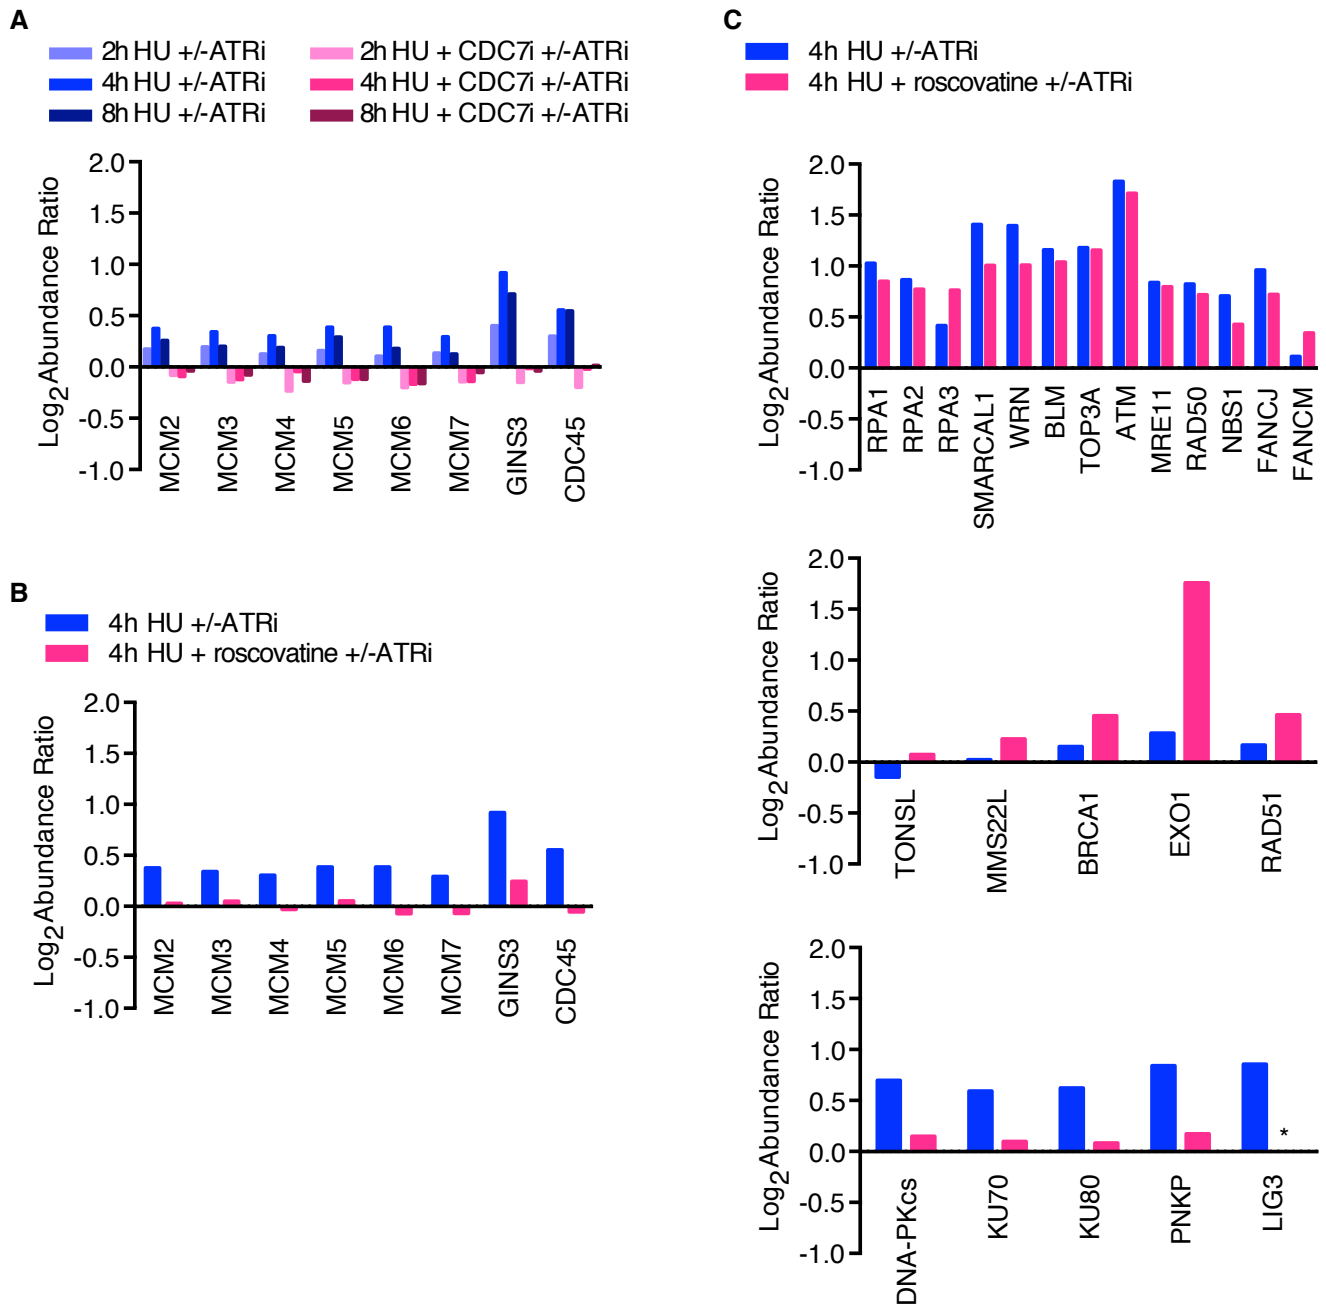 A
2h HU +/-ATRi
4h HU +/-ATRi
8h HU +/-ATRi
2h HU + CDC7i +/-ATRi
4h HU + CDC7i +/-ATRi
8h HU + CDC7i +/-ATRi
Log2Abundance Ratio
2.0
1.5
1.0
0.5
0.0
-0.5
-1.0
MCM2
MCM3
MCM4
MCM5
MCM6
MCM7
GINS3
CDC45
B
4h HU +/-ATRi
4h HU + roscovatine +/-ATRi
Log2Abundance Ratio
2.0
1.5
1.0
0.5
0.0
-0.5
-1.0
MCM2
MCM3
MCM4
MCM5
MCM6
MCM7
GINS3
CDC45
C
4h HU +/-ATRi
4h HU + roscovatine +/-ATRi
Log2Abundance Ratio
2.0
1.5
1.0
0.5
0.0
-0.5
-1.0
RPA1
RPA2
RPA3
SMARCAL1
WRN
BLM
TOP3A
ATM
MRE11
RAD50
NBS1
FANCJ
FANCM
Log2Abundance Ratio
2.0
1.5
1.0
0.5
0.0
-0.5
-1.0
TONSL
MMS22L
BRCA1
EXO1
RAD51
Log2Abundance Ratio
2.0
1.5
1.0
0.5
0.0
-0.5
-1.0
*
DNA-PKcs
KU70
KU80
PNKP
LIG3